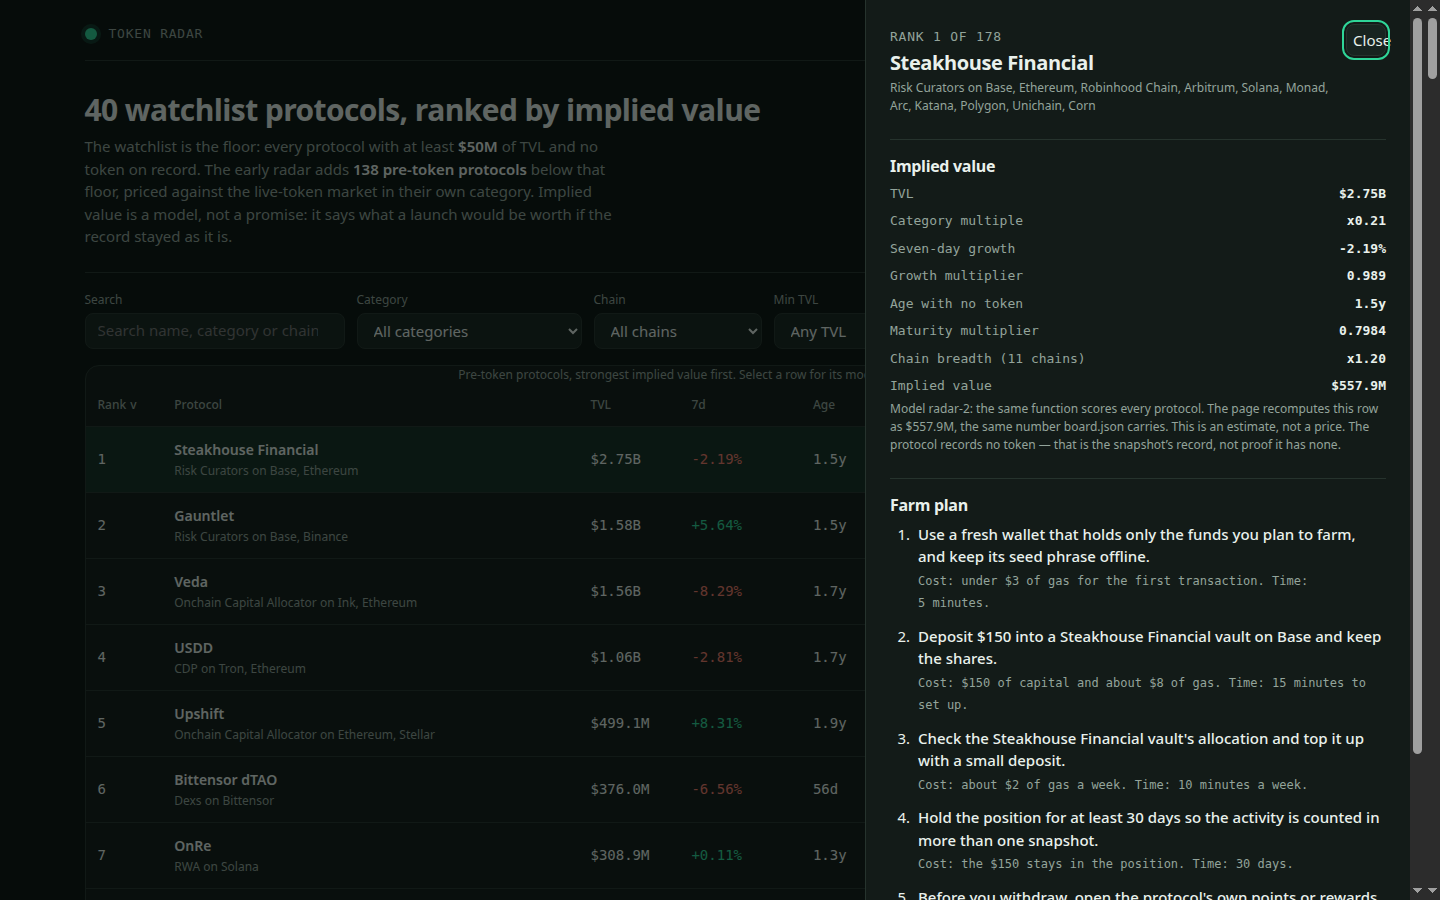 TOKEN RADAR
40 watchlist protocols, ranked by implied value
The watchlist is the floor: every protocol with at least $50M of TVL and no
token on record. The early radar adds 138 pre-token protocols below that
floor, priced against the live-token market in their own category. Implied
value is a model, not a promise: it says what a launch would be worth if the
record stayed as it is.
Search
Category
Chain
Min TVL
Search name, category or chain
All categories
All chains
Any TVL
Pre-token protocols, strongest implied value first. Select a row for its mo
Rank v
Protocol
TVL
7d
Age
1
Steakhouse Financial
Risk Curators on Base, Ethereum
$2.75B
-2.19%
1.5y
2
Gauntlet
Risk Curators on Base, Binance
$1.58B
+5.64%
1.5y
3
Veda
Onchain Capital Allocator on Ink, Ethereum
$1.56B
-8.29%
1.7y
4
USDD
CDP on Tron, Ethereum
$1.06B
-2.81%
1.7y
5
Upshift
Onchain Capital Allocator on Ethereum, Stellar
$499.1M
+8.31%
1.9y
6
Bittensor dTAO
Dexs on Bittensor
$376.0M
-6.56%
56d
7
OnRe
RWA on Solana
$308.9M
+0.11%
1.3y
RANK 1 OF 178
Close
Steakhouse Financial
Risk Curators on Base, Ethereum, Robinhood Chain, Arbitrum, Solana, Monad,
Arc, Katana, Polygon, Unichain, Corn
Implied value
TVL $2.75B
Category multiple x0.21
Seven-day growth -2.19%
Growth multiplier 0.989
Age with no token 1.5y
Maturity multiplier 0.7984
Chain breadth (11 chains) x1.20
Implied value $557.9M
Model radar-2: the same function scores every protocol. The page recomputes this row
as $557.9M, the same number board.json carries. This is an estimate, not a price. The
protocol records no token — that is the snapshot's record, not proof it has none.
Farm plan
1. Use a fresh wallet that holds only the funds you plan to farm,
and keep its seed phrase offline.
Cost: under $3 of gas for the first transaction. Time:
5 minutes.
2. Deposit $150 into a Steakhouse Financial vault on Base and keep
the shares.
Cost: $150 of capital and about $8 of gas. Time: 15 minutes to
set up.
3. Check the Steakhouse Financial vault's allocation and top it up
with a small deposit.
Cost: about $2 of gas a week. Time: 10 minutes a week.
4. Hold the position for at least 30 days so the activity is counted in
more than one snapshot.
Cost: the $150 stays in the position. Time: 30 days.
5. Before you withdraw, open the protocol's own points or rewards